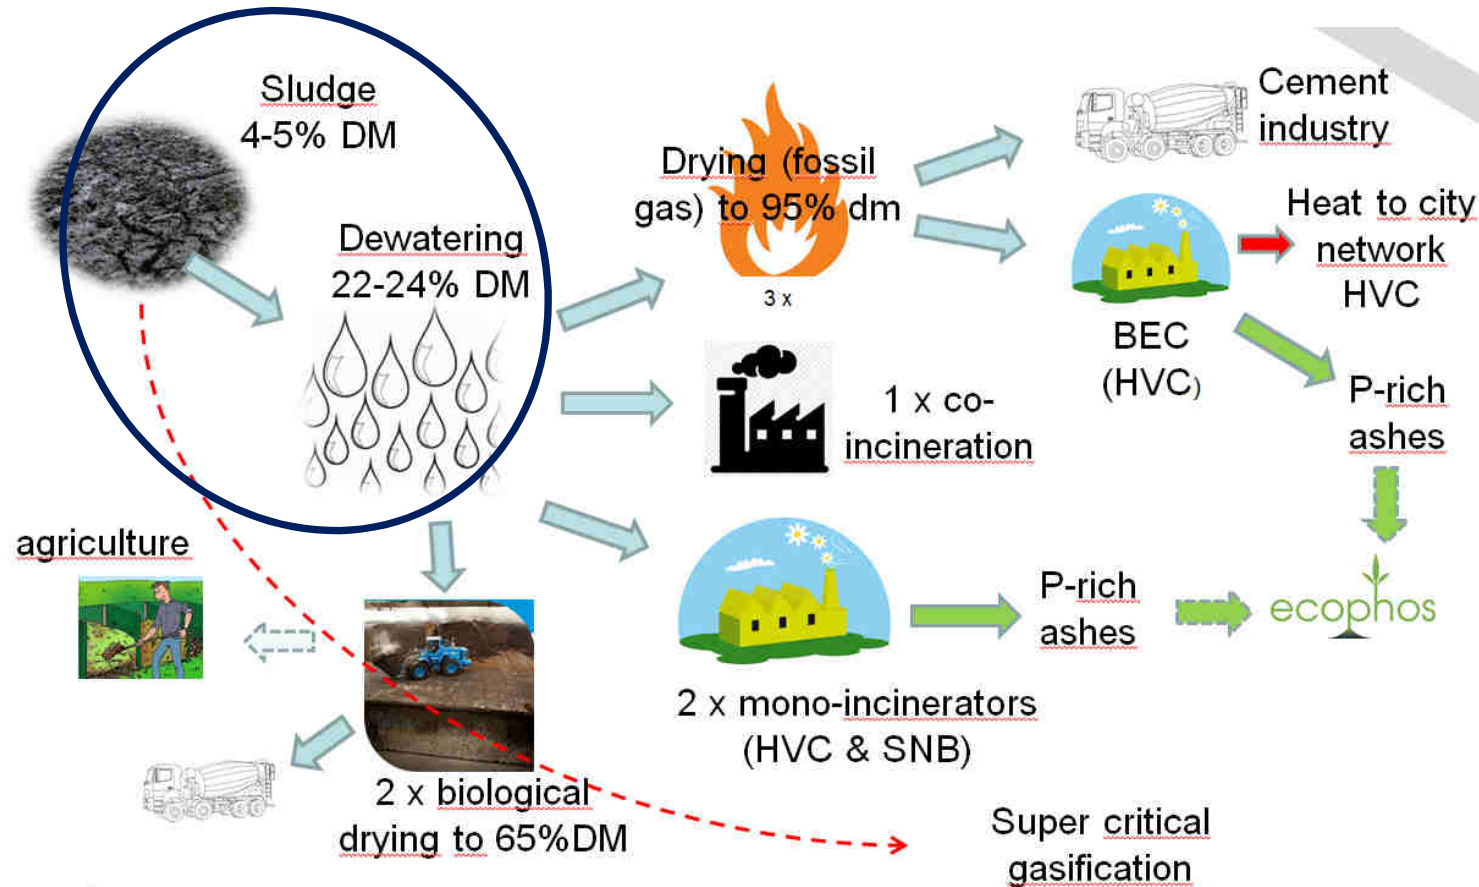 Sludge
4-5% DM
Dewatering
22-24% DM
Drying (fossil
gas) to 95% dm
3 x
Cement
industry
Heat to city
network
HVC
BEC
(HVC)
P-rich
ashes
1 x co-
incineration
agriculture
P-rich
ashes
ecophos
2 x mono-incinerators
(HVC & SNB)
2 x biological
drying to 65%DM
Super critical
gasification